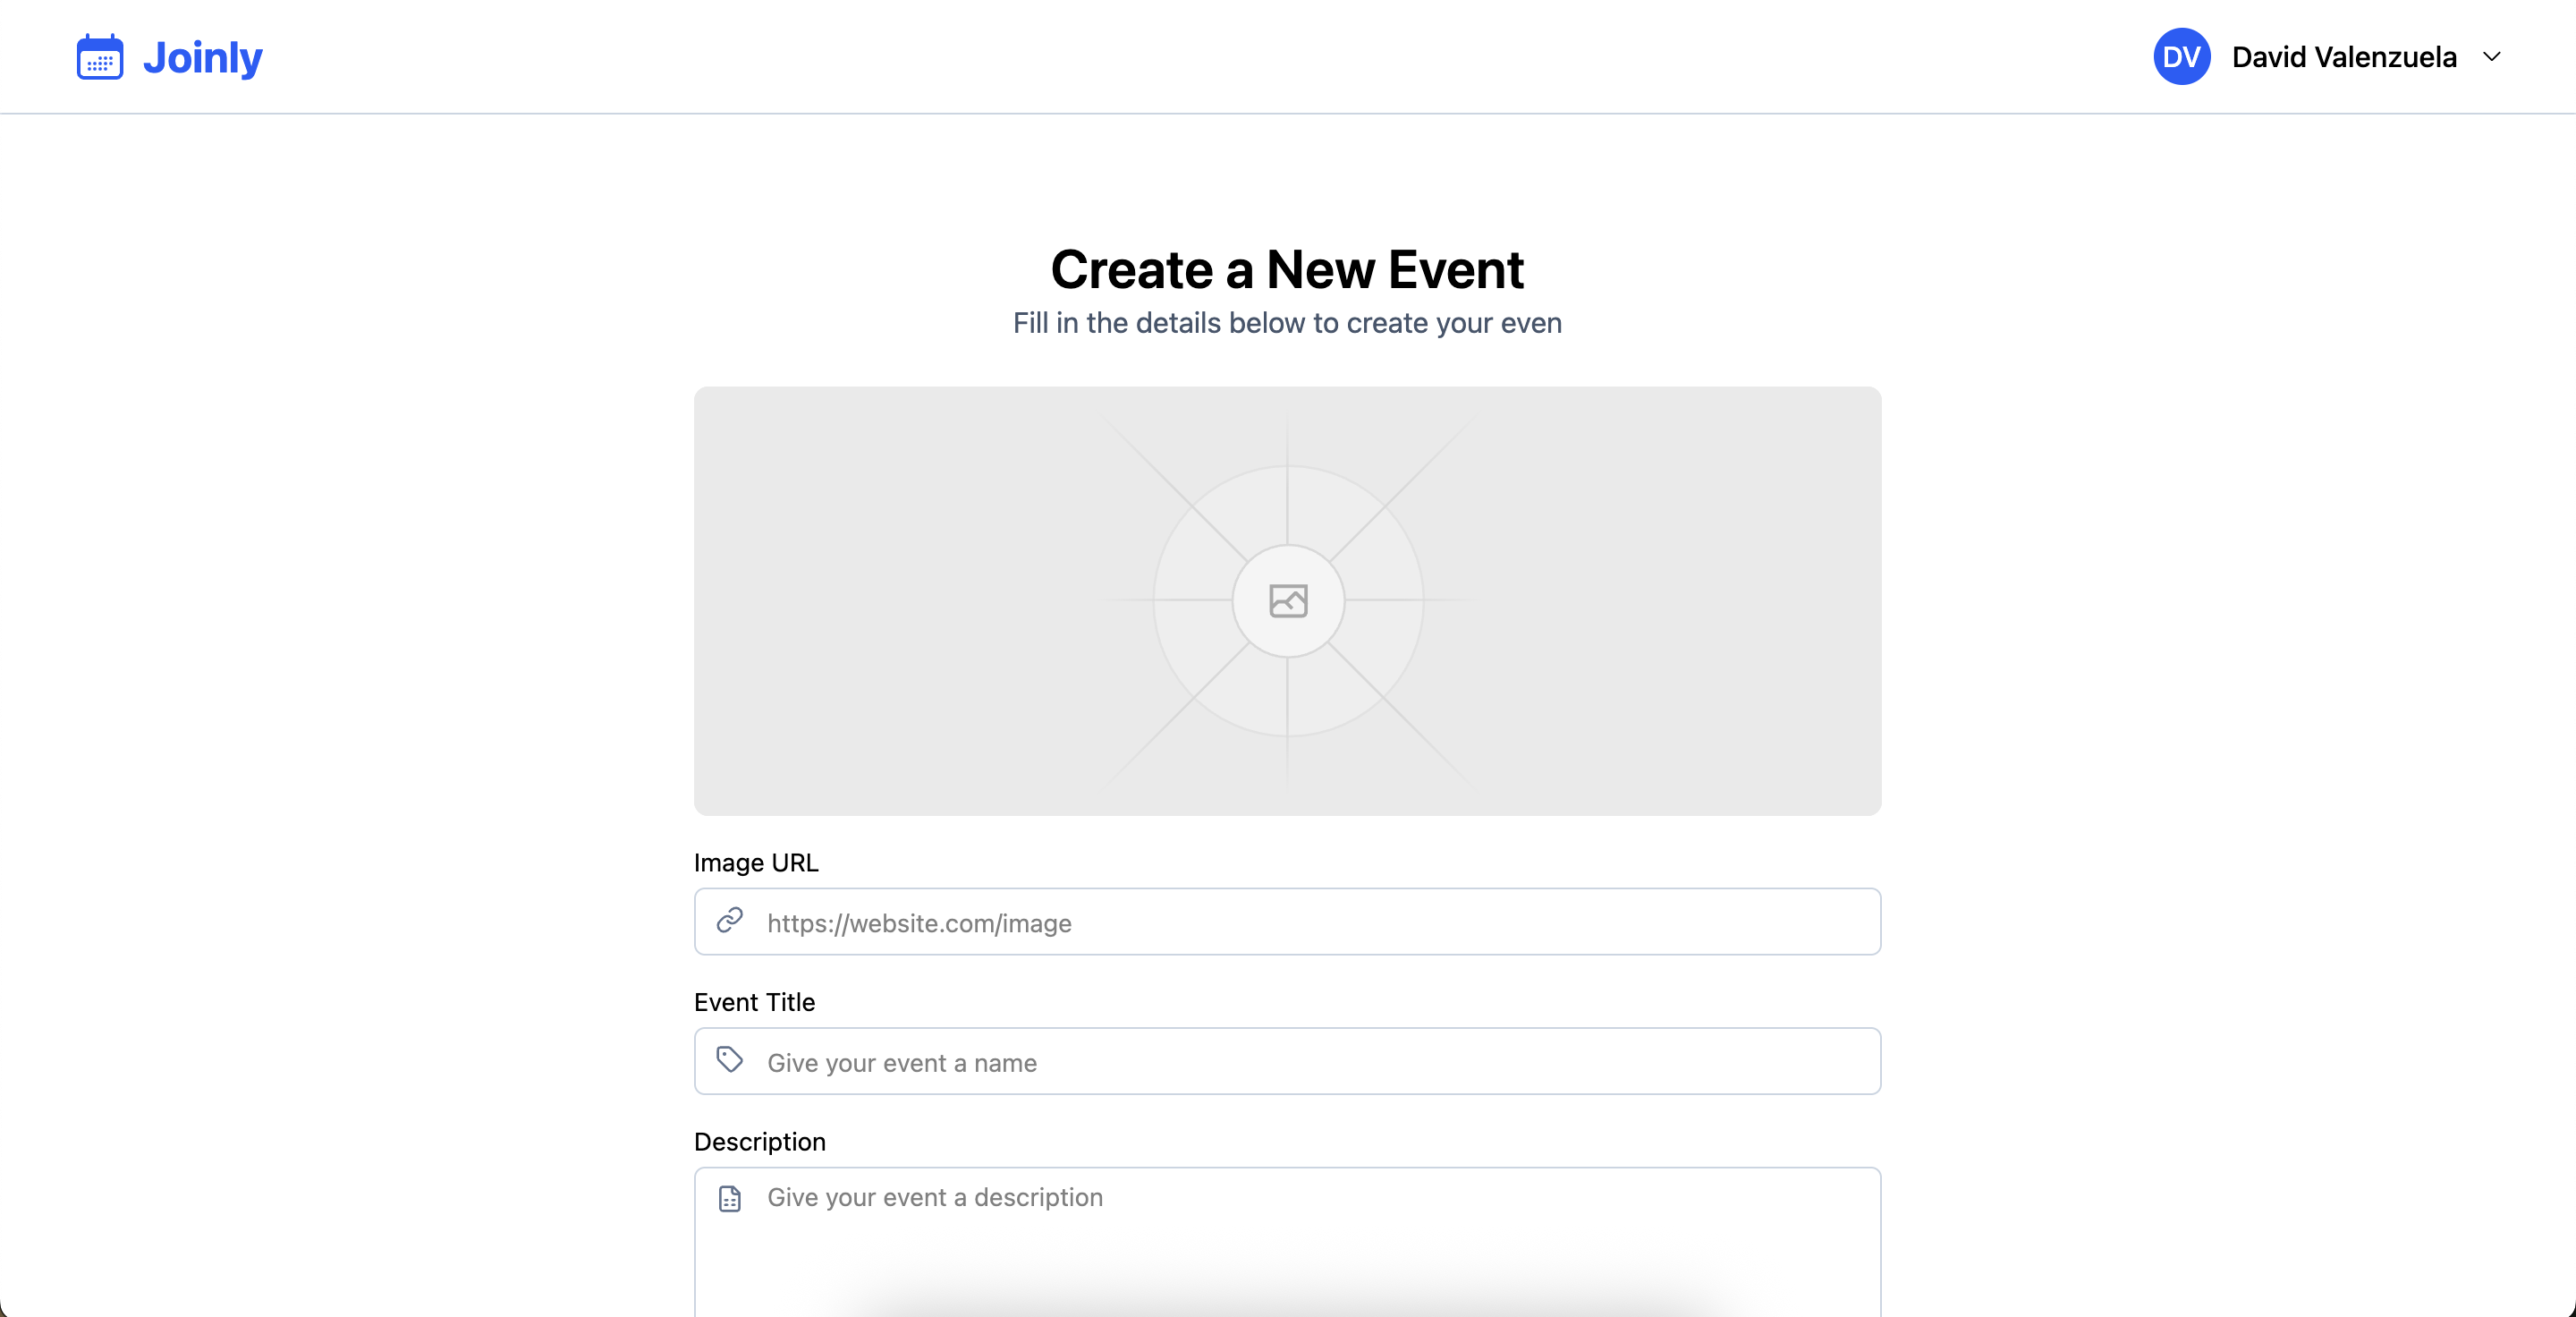 Joinly
DV David Valenzuela
Create a New Event
Fill in the details below to create your even
Image URL
https://website.com/image
Event Title
Give your event a name
Description
Give your event a description